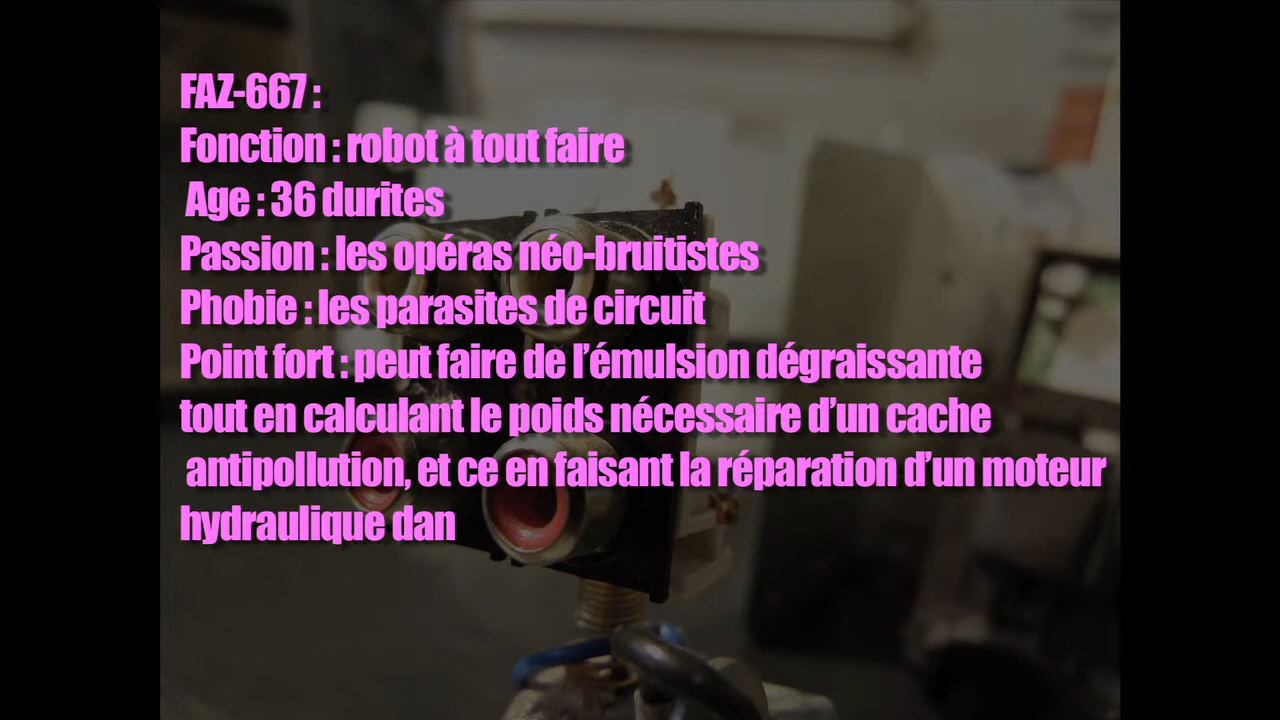 FAZ-667 :
Fonction : robot à tout faire
Age : 36 durites
Passion : les opéras néo-bruitistes
Phobie : les parasites de circuit
Point fort : peut faire de l’émulsion dégraissante
tout en calculant le poids nécessaire d’un cache
antipollution, et ce en faisant la réparation d’un moteur
hydraulique dan